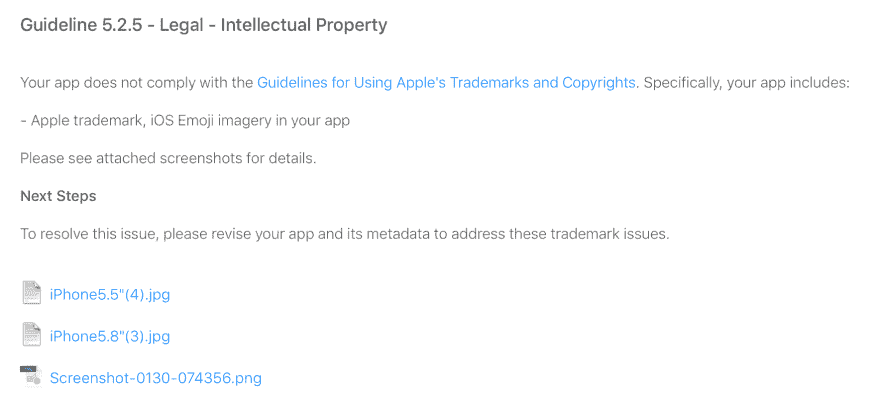 Guideline 5.2.5 - Legal - Intellectual Property
Your app does not comply with the Guidelines for Using Apple's Trademarks and Copyrights. Specifically, your app includes:
- Apple trademark, iOS Emoji imagery in your app
Please see attached screenshots for details.
Next Steps
To resolve this issue, please revise your app and its metadata to address these trademark issues.
iPhone5.5"(4).jpg
iPhone5.8"(3).jpg
Screenshot-0130-074356.png